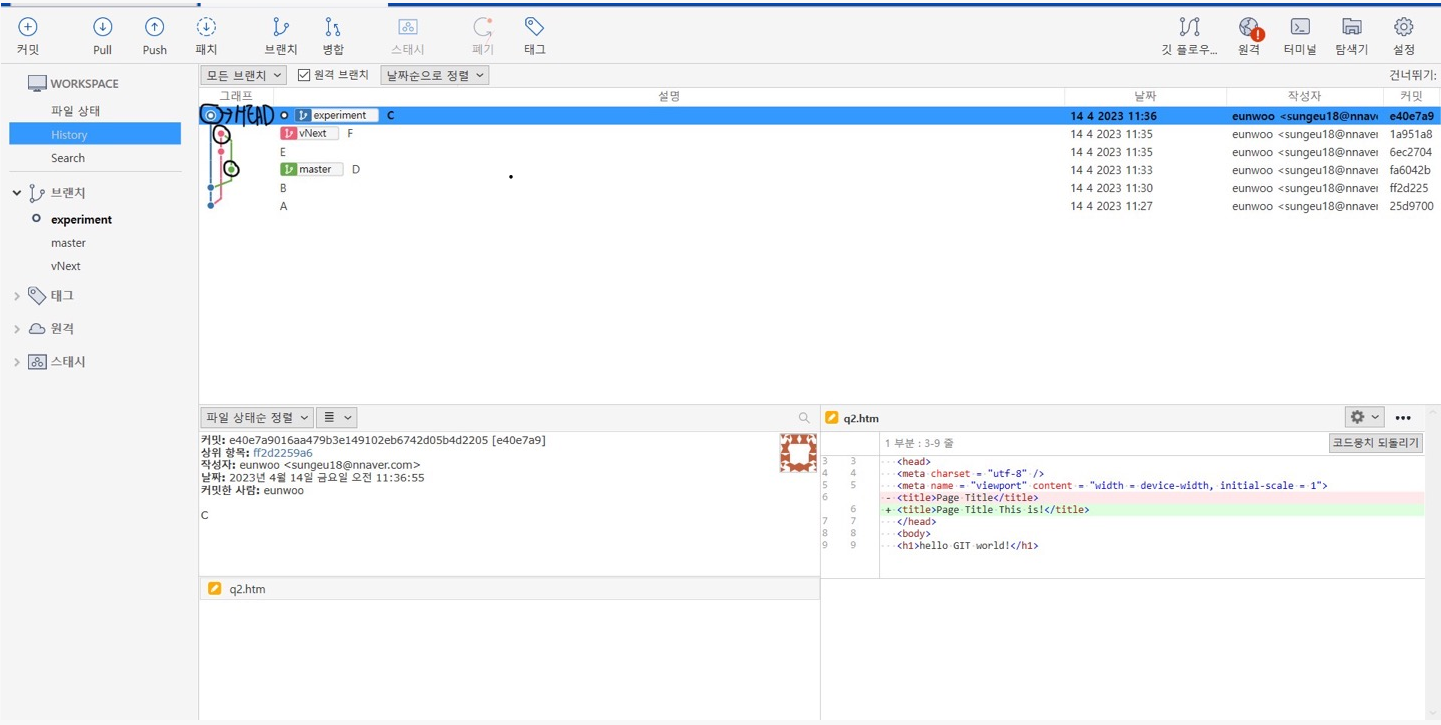 커밋 Pull Push 패치 브랜치 병합 스태시 폐기 태그 깃 플로우... 원격 터미널 탐색기 설정
WORKSPACE
파일 상태
History
Search
브랜치
experiment
master
vNext
태그
원격
스태시
모든 브랜치 원격 브랜치 날짜순으로 정렬 건너뛰기:
그래프 설명 날짜 작성자 커밋
→HEAD experiment C 14 4 2023 11:36 eunwoo <sungeu18@nnaver e40e7a9
vNext F 14 4 2023 11:35 eunwoo <sungeu18@nnaver 1a951a8
E 14 4 2023 11:35 eunwoo <sungeu18@nnaver 6ec2704
master D 14 4 2023 11:33 eunwoo <sungeu18@nnaver fa6042b
B 14 4 2023 11:30 eunwoo <sungeu18@nnaver ff2d225
A 14 4 2023 11:27 eunwoo <sungeu18@nnaver 25d9700
파일 상태순 정렬
커밋: e40e7a9016aa479b3e149102eb6742d05b4d2205 [e40e7a9]
상위 항목: ff2d2259a6
작성자: eunwoo <sungeu18@nnaver.com>
날짜: 2023년 4월 14일 금요일 오전 11:36:55
커밋한 사람: eunwoo
C
q2.htm
q2.htm
1 부분 : 3-9 줄 코드뭉치 되돌리기
3 3 <head>
4 4 <meta charset = "utf-8" />
5 5 <meta name = "viewport" content = "width = device-width, initial-scale = 1">
6 - <title>Page Title</title>
6 + <title>Page Title This is!</title>
7 7 </head>
8 8 <body>
9 9 <h1>hello GIT world!</h1>